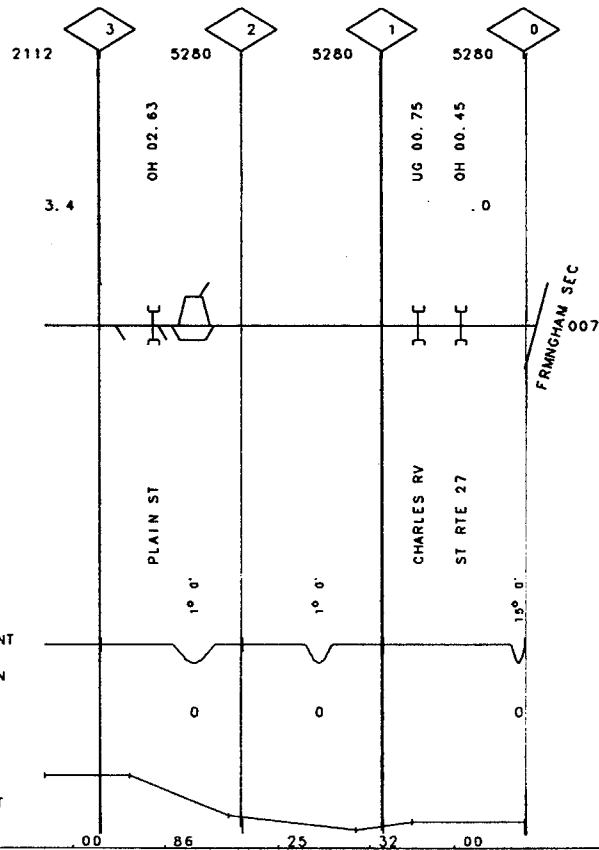 3 2 1 0
2112 5280 5280 5280
OH 02.63
UG 00.75
OH 00.45
3.4 .0
FRMNGHAM SEC
007
PLAIN ST
CHARLES RV
ST RTE 27
1° 0'
1° 0'
15° 0'
NT
N
0 0 0
T
00 86 25 32 00